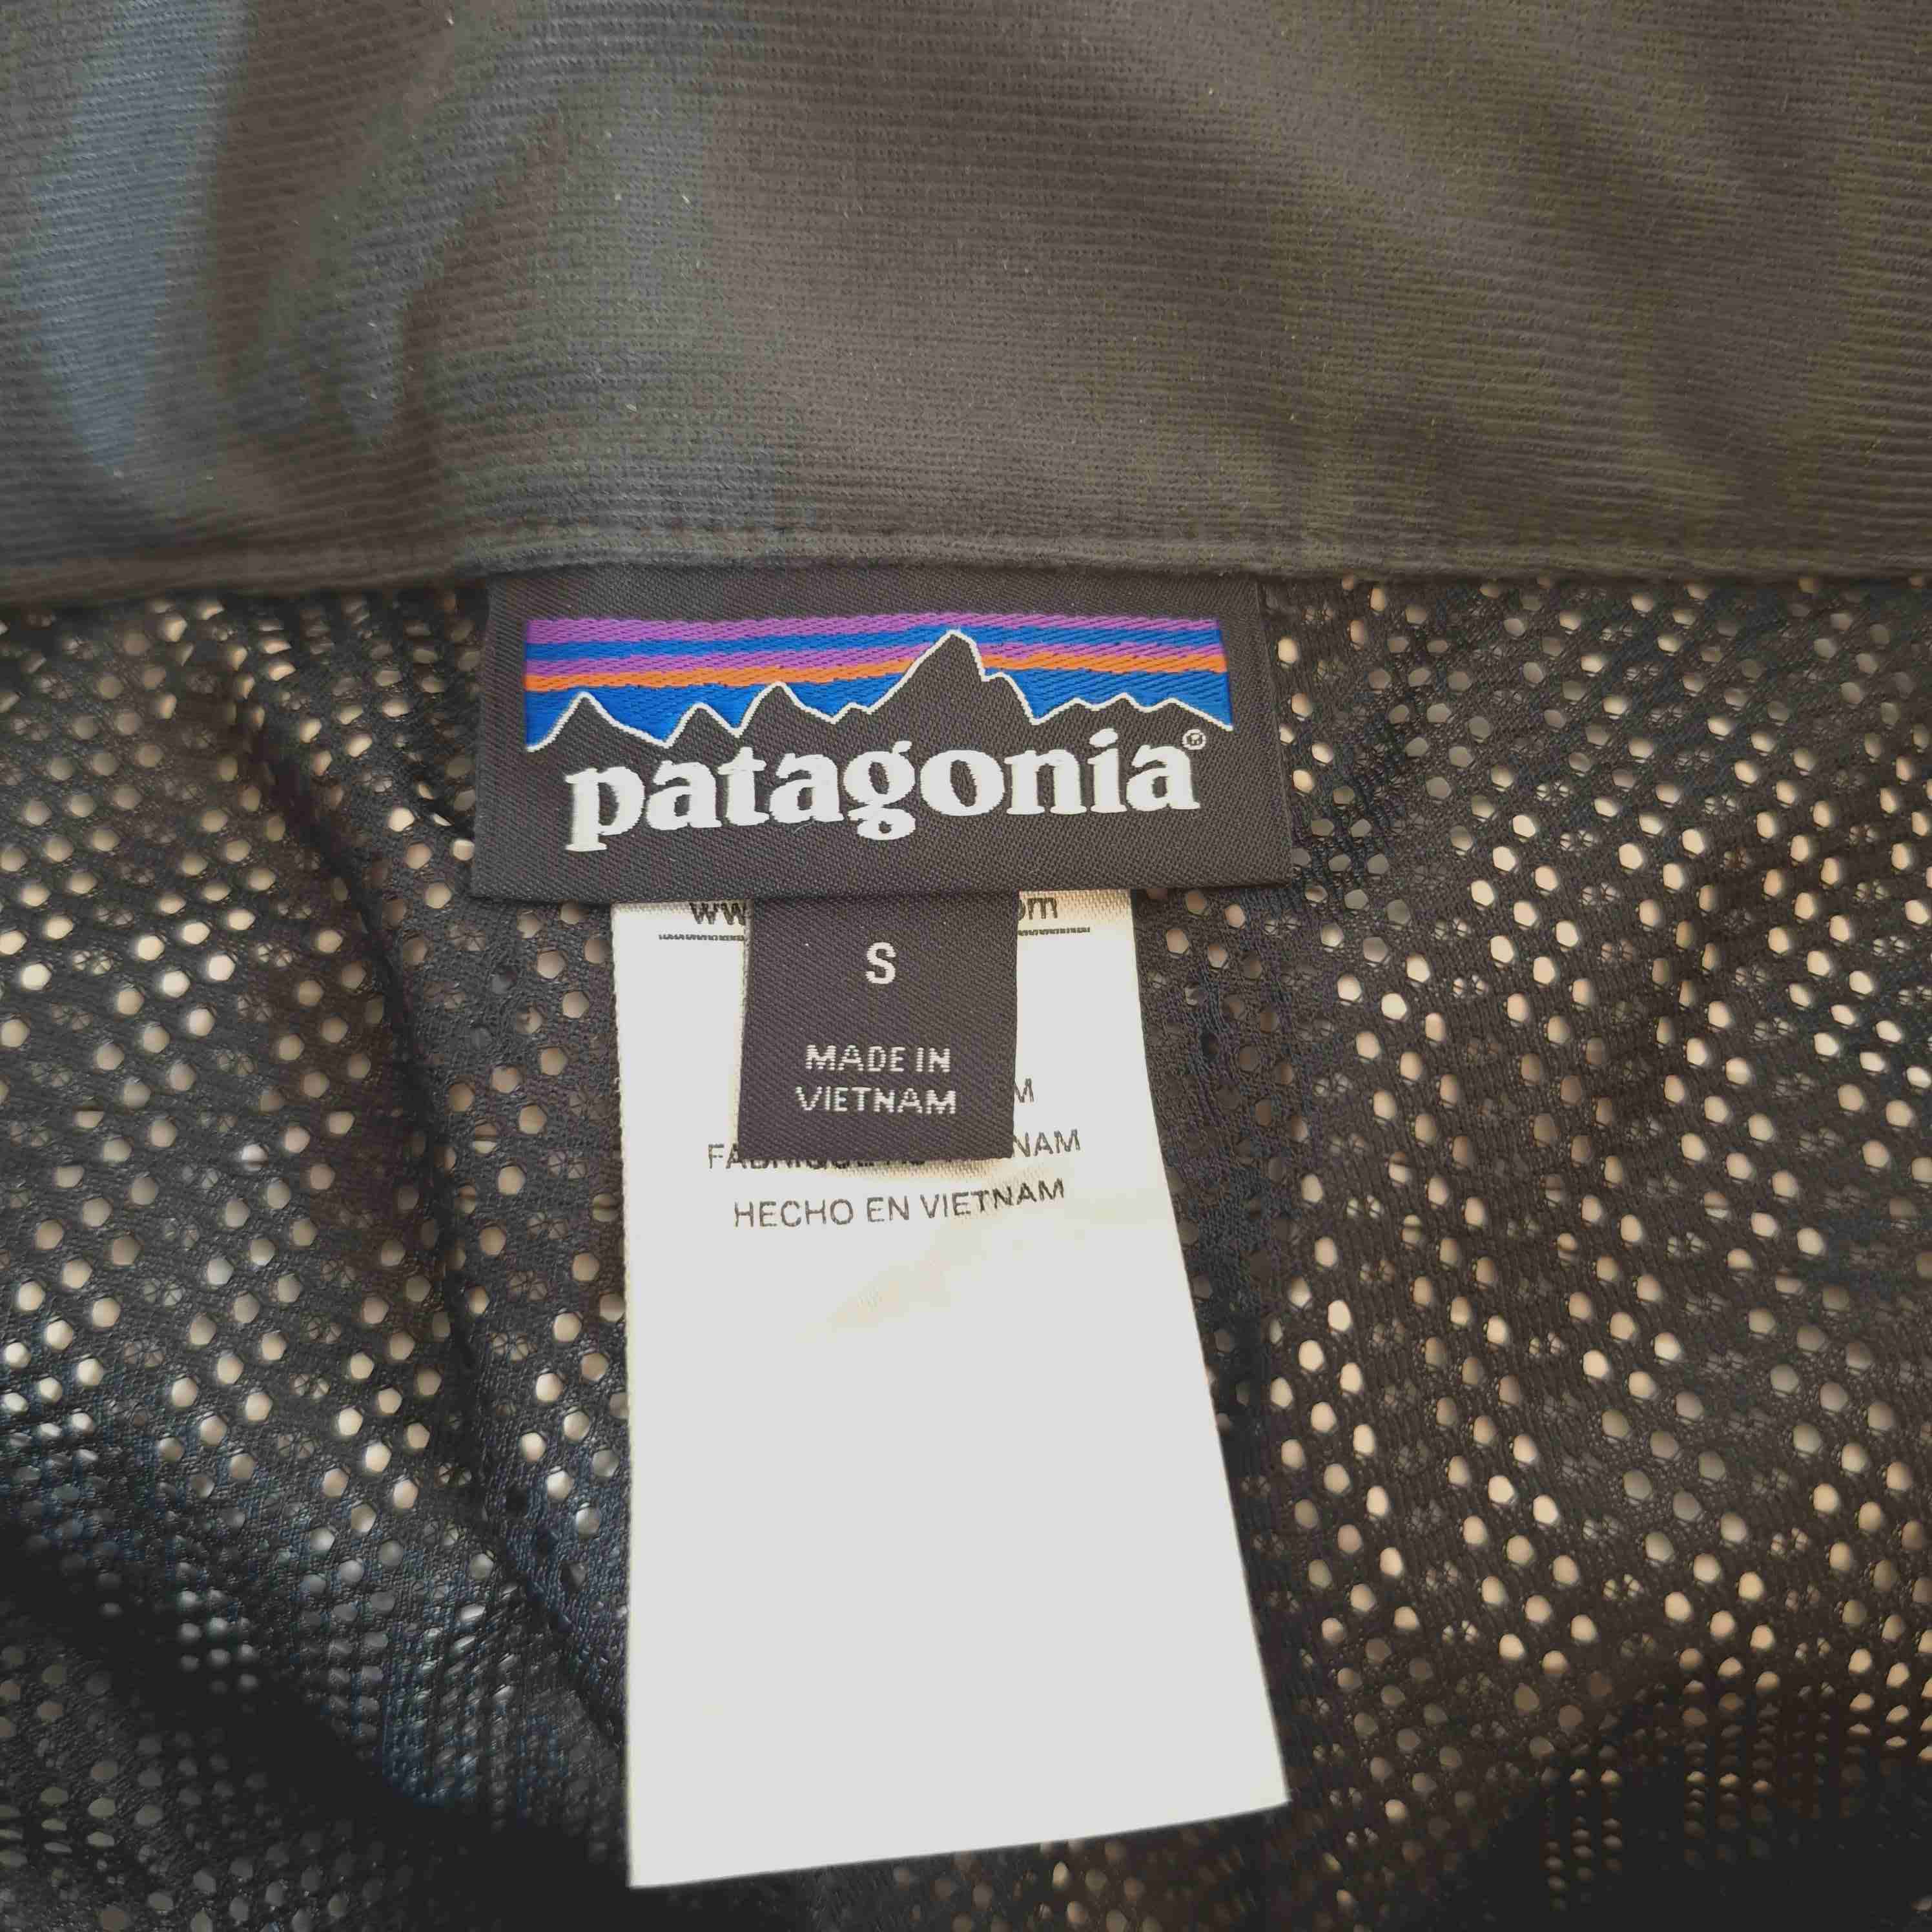 patagonia®
S
MADE IN
VIETNAM
HECHO EN VIETNAM